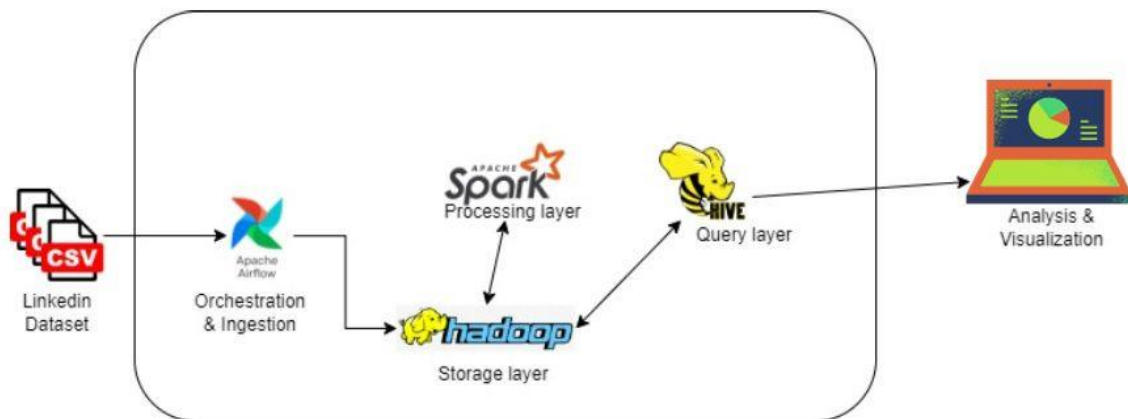 CSV
Linkedin
Dataset
Apache
Airflow
Orchestration
& Ingestion
APACHE
Spark
Processing layer
hadoop
Storage layer
HIVE
Query layer
Analysis &
Visualization